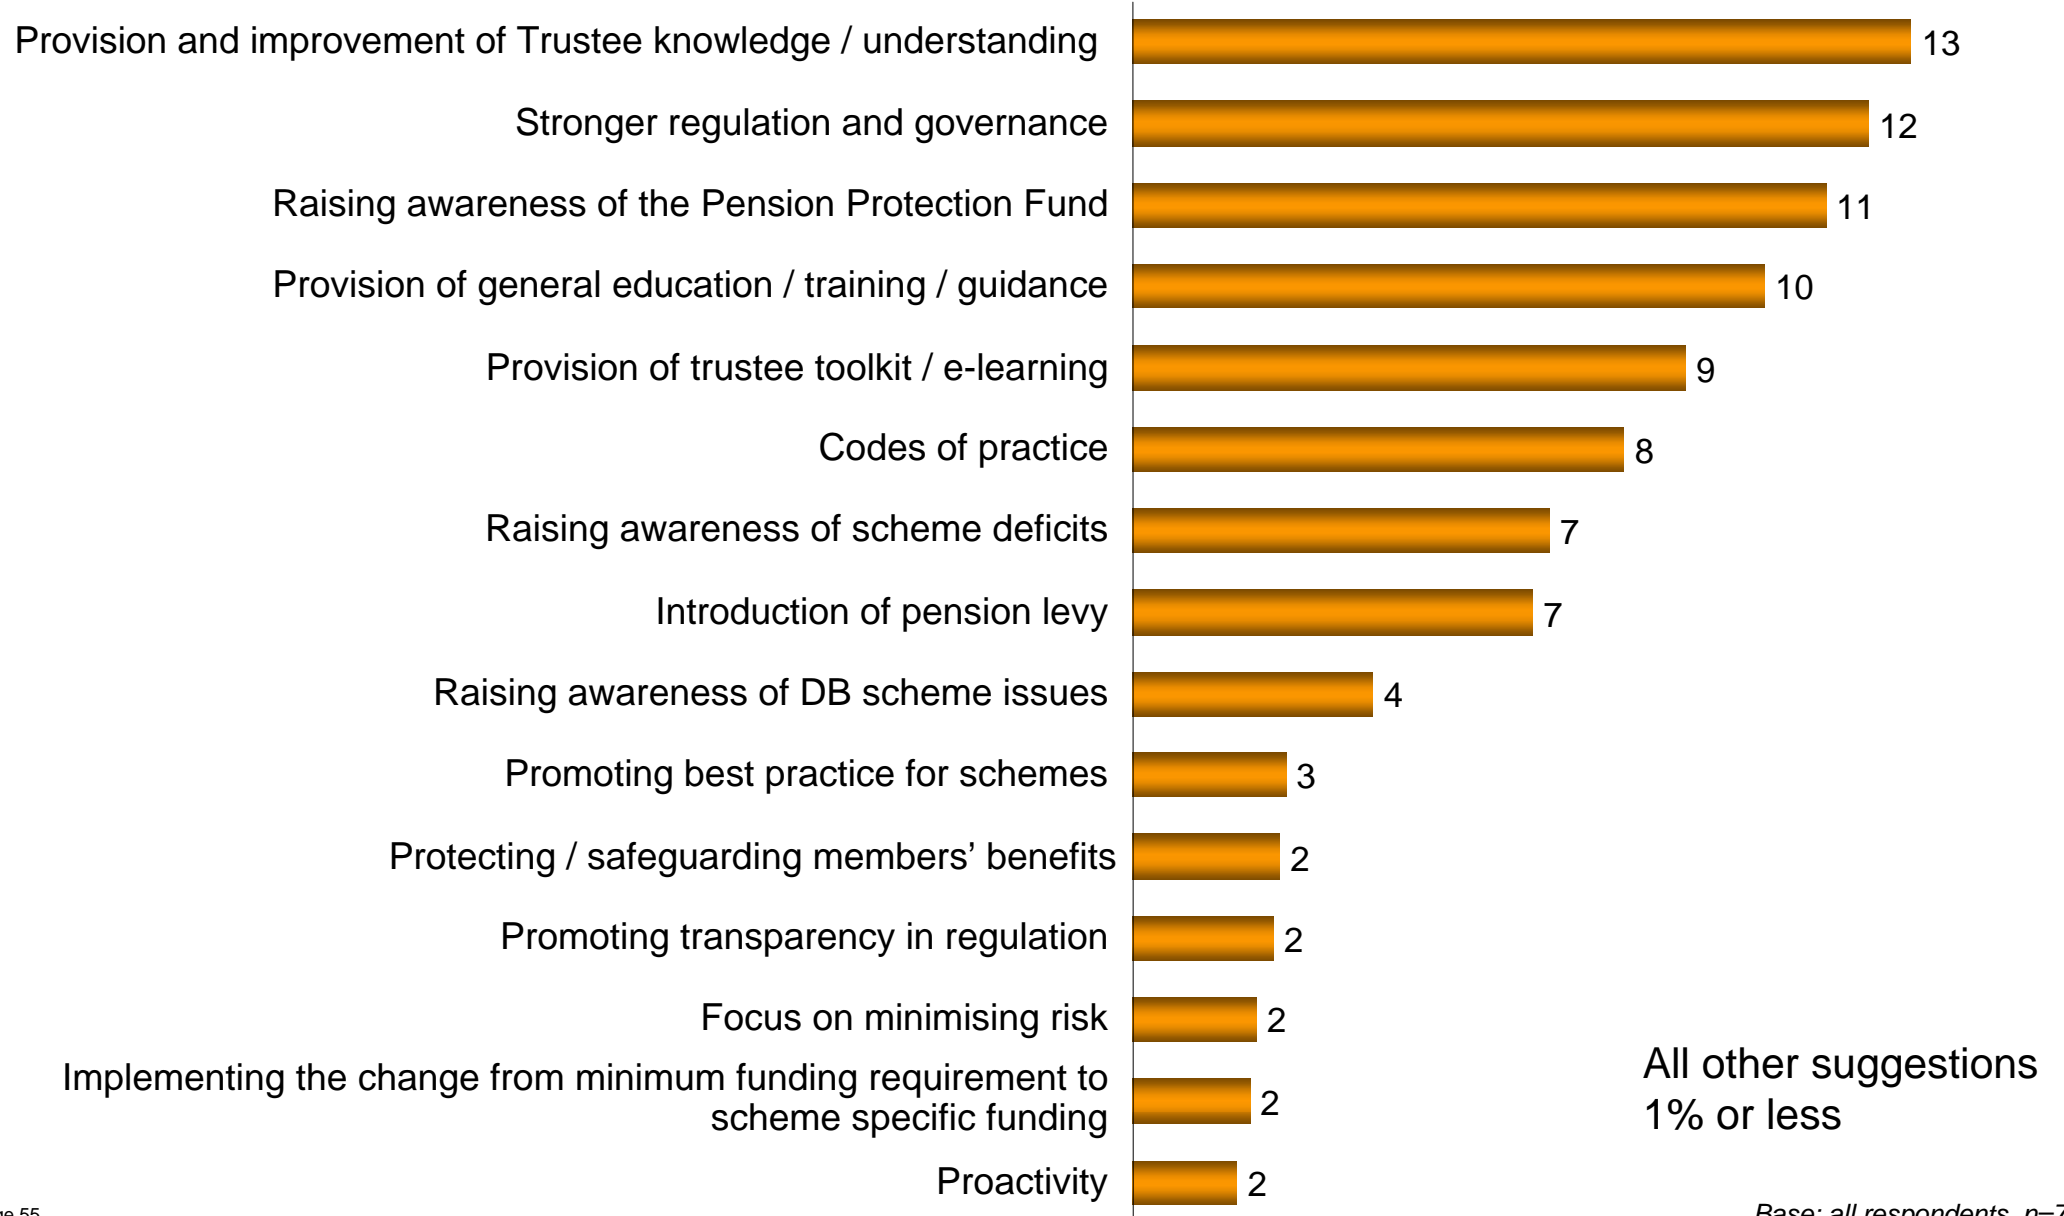 Provision and improvement of Trustee knowledge / understanding 13
Stronger regulation and governance 12
Raising awareness of the Pension Protection Fund 11
Provision of general education / training / guidance 10
Provision of trustee toolkit / e-learning 9
Codes of practice 8
Raising awareness of scheme deficits 7
Introduction of pension levy 7
Raising awareness of DB scheme issues 4
Promoting best practice for schemes 3
Protecting / safeguarding members’ benefits 2
Promoting transparency in regulation 2
Focus on minimising risk 2
Implementing the change from minimum funding requirement to
scheme specific funding 2
Proactivity 2
All other suggestions
1% or less
55
Base: all respondents